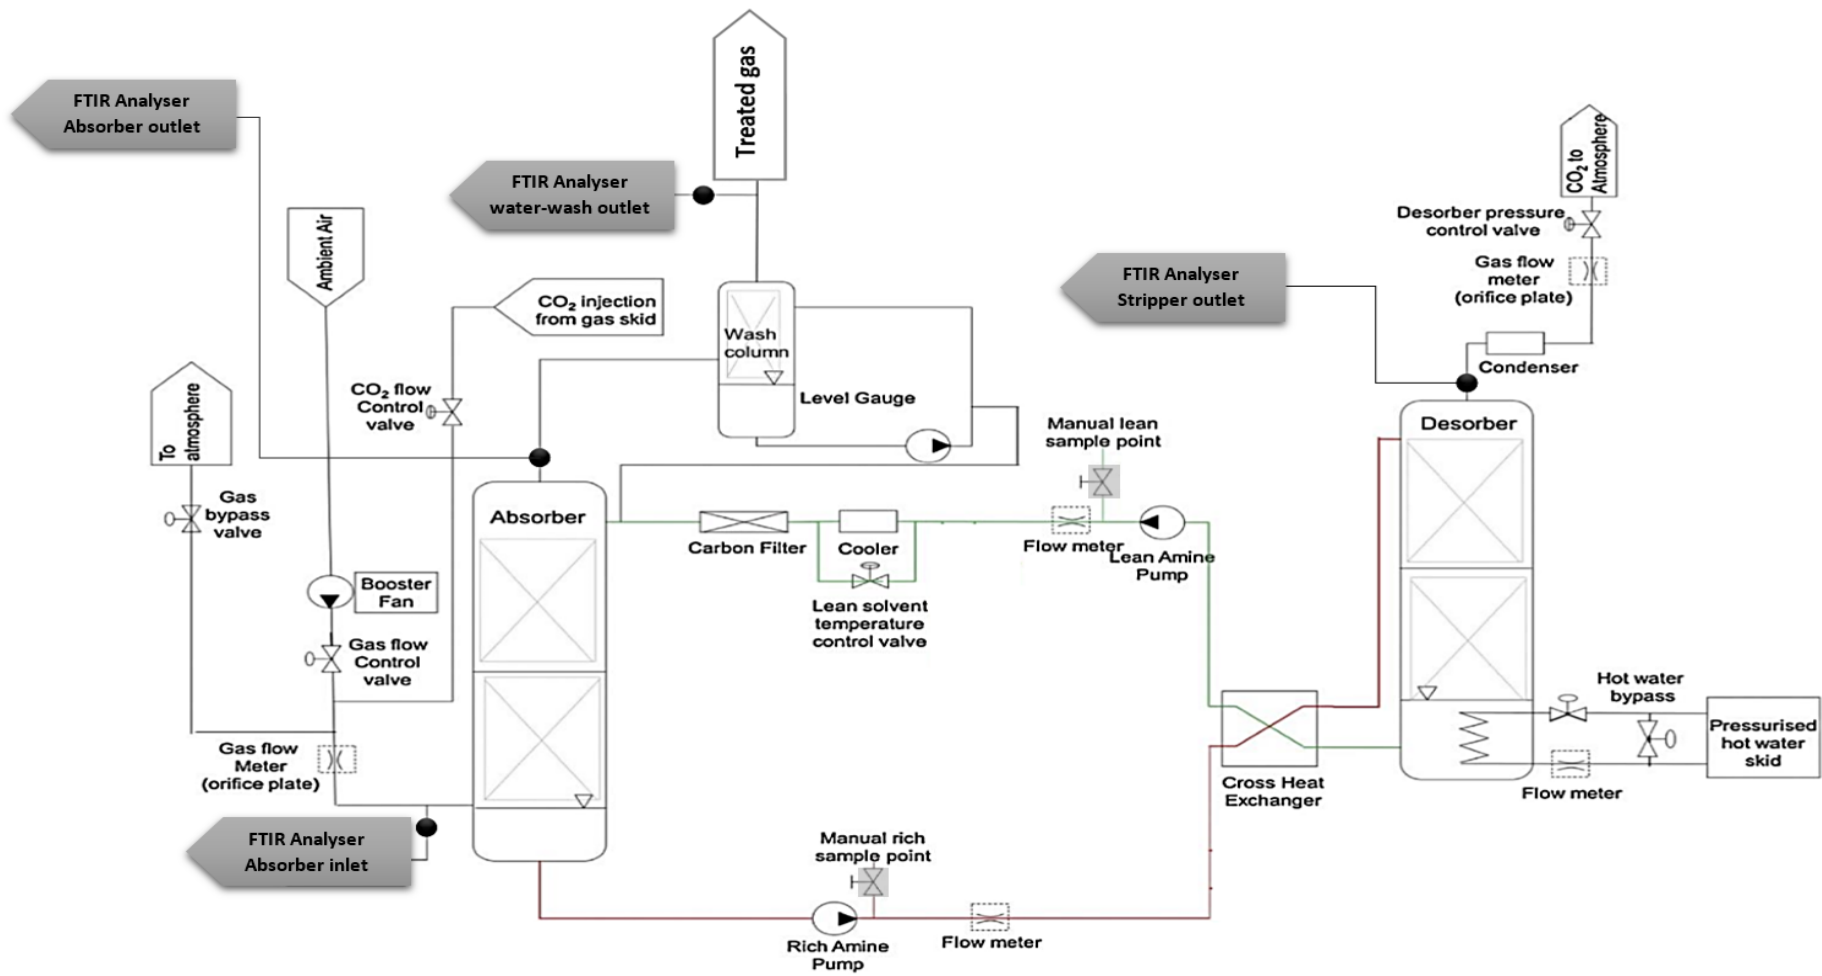 Treated gas
FTIR Analyser
Absorber outlet
FTIR Analyser
water-wash outlet
CO₂ to
Atmosphere
Desorber pressure
control valve
Ambient Air
Gas flow
meter
(orifice plate)
FTIR Analyser
Stripper outlet
CO₂ injection
from gas skid
Wash
column
Condenser
To
atmosphere
CO₂ flow
Control
valve
Level Gauge
Manual lean
sample point
Desorber
Gas
bypass
valve
Absorber
Carbon Filter
Cooler
Flow meter
Lean Amine
Pump
Booster
Fan
Lean solvent
temperature
control valve
Gas flow
Control
valve
Hot water
bypass
Pressurised
hot water
skid
Gas flow
Meter
(orifice plate)
Cross Heat
Exchanger
Flow meter
FTIR Analyser
Absorber inlet
Manual rich
sample point
Rich Amine
Pump
Flow meter